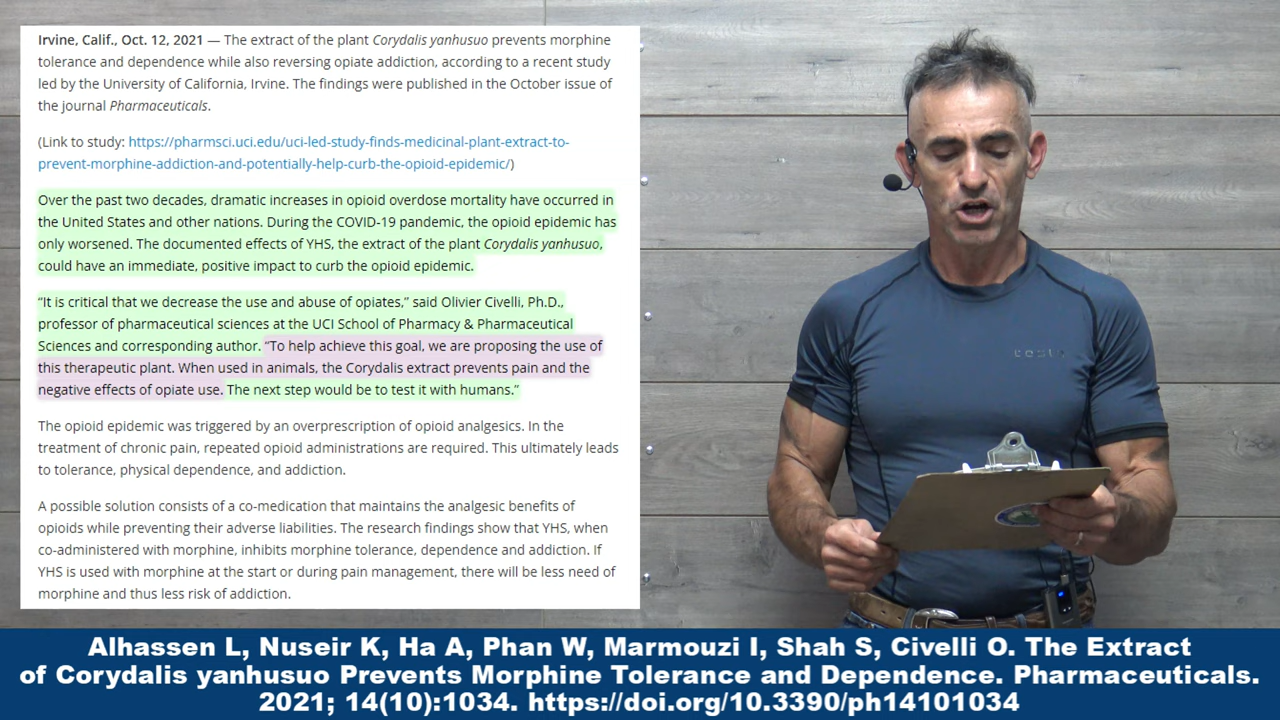 Irvine, Calif., Oct. 12, 2021 — The extract of the plant Corydalis yanhusuo prevents morphine
tolerance and dependence while also reversing opiate addiction, according to a recent study
led by the University of California, Irvine. The findings were published in the October issue of
the journal Pharmaceuticals.
(Link to study: https://pharmsci.uci.edu/uci-led-study-finds-medicinal-plant-extract-to-
prevent-morphine-addiction-and-potentially-help-curb-the-opioid-epidemic/)
Over the past two decades, dramatic increases in opioid overdose mortality have occurred in
the United States and other nations. During the COVID-19 pandemic, the opioid epidemic has
only worsened. The documented effects of YHS, the extract of the plant Corydalis yanhusuo,
could have an immediate, positive impact to curb the opioid epidemic.
“It is critical that we decrease the use and abuse of opiates,” said Olivier Civelli, Ph.D.,
professor of pharmaceutical sciences at the UCI School of Pharmacy & Pharmaceutical
Sciences and corresponding author. “To help achieve this goal, we are proposing the use of
this therapeutic plant. When used in animals, the Corydalis extract prevents pain and the
negative effects of opiate use. The next step would be to test it with humans.”
The opioid epidemic was triggered by an overprescription of opioid analgesics. In the
treatment of chronic pain, repeated opioid administrations are required. This ultimately leads
to tolerance, physical dependence, and addiction.
A possible solution consists of a co-medication that maintains the analgesic benefits of
opioids while preventing their adverse liabilities. The research findings show that YHS, when
co-administered with morphine, inhibits morphine tolerance, dependence and addiction. If
YHS is used with morphine at the start or during pain management, there will be less need of
morphine and thus less risk of addiction.
Alhassen L, Nuseir K, Ha A, Phan W, Marmouzi I, Shah S, Civelli O. The Extract
of Corydalis yanhusuo Prevents Morphine Tolerance and Dependence. Pharmaceuticals.
2021; 14(10):1034. https://doi.org/10.3390/ph14101034